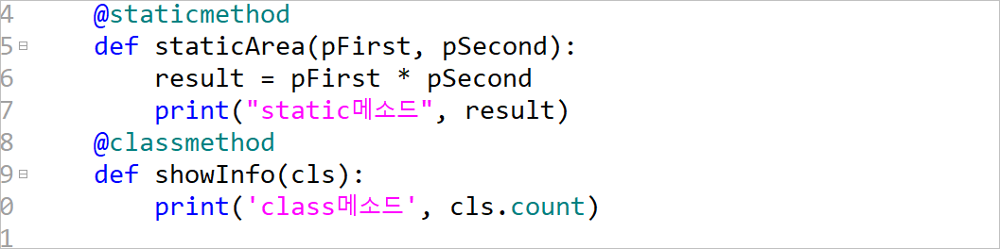 4 @staticmethod
5 def staticArea(pFirst, pSecond):
6 result = pFirst * pSecond
7 print("static메소드", result)
8 @classmethod
9 def showInfo(cls):
0 print('class메소드', cls.count)
1